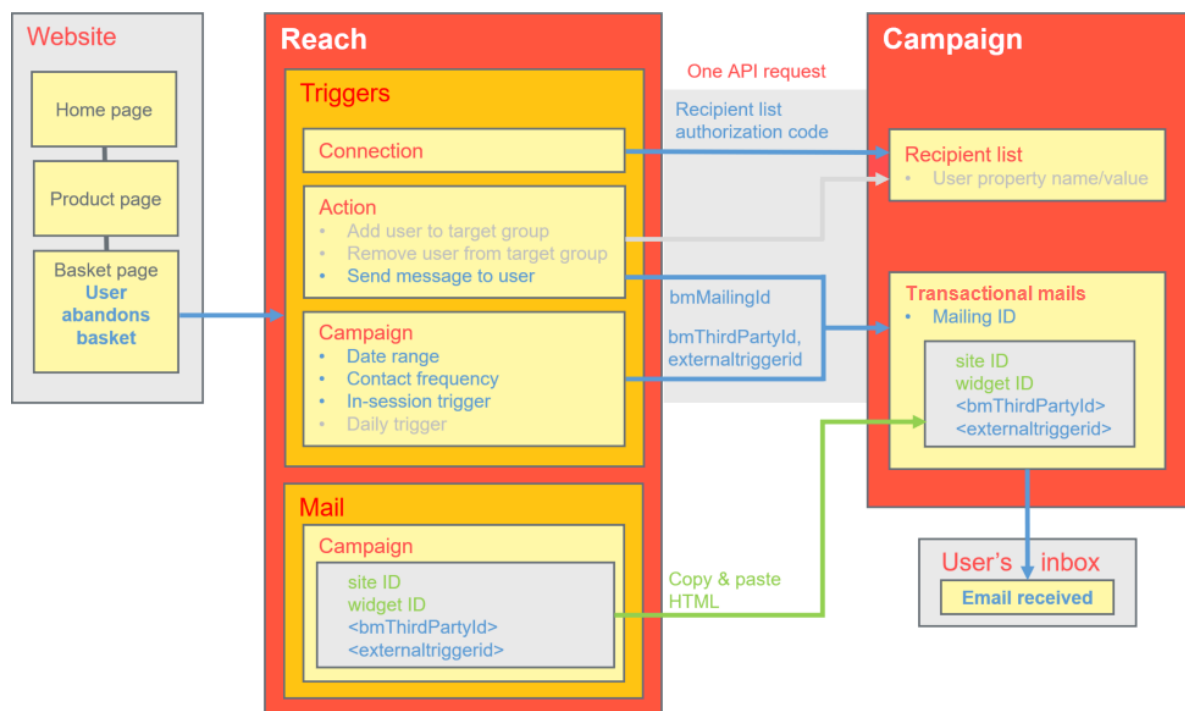 Website
Home page
Product page
Basket page
User
abandons
basket
Reach
Triggers
Connection
Action
• Add user to target group
• Remove user from target group
• Send message to user
Campaign
• Date range
• Contact frequency
• In-session trigger
• Daily trigger
Mail
Campaign
site ID
widget ID
<bmThirdPartyId>
<externaltriggerid>
One API request
Recipient list
authorization code
bmMailingId
bmThirdPartyId,
externaltriggerid
Copy & paste
HTML
Campaign
Recipient list
• User property name/value
Transactional mails
• Mailing ID
site ID
widget ID
<bmThirdPartyId>
<externaltriggerid>
User's inbox
Email received